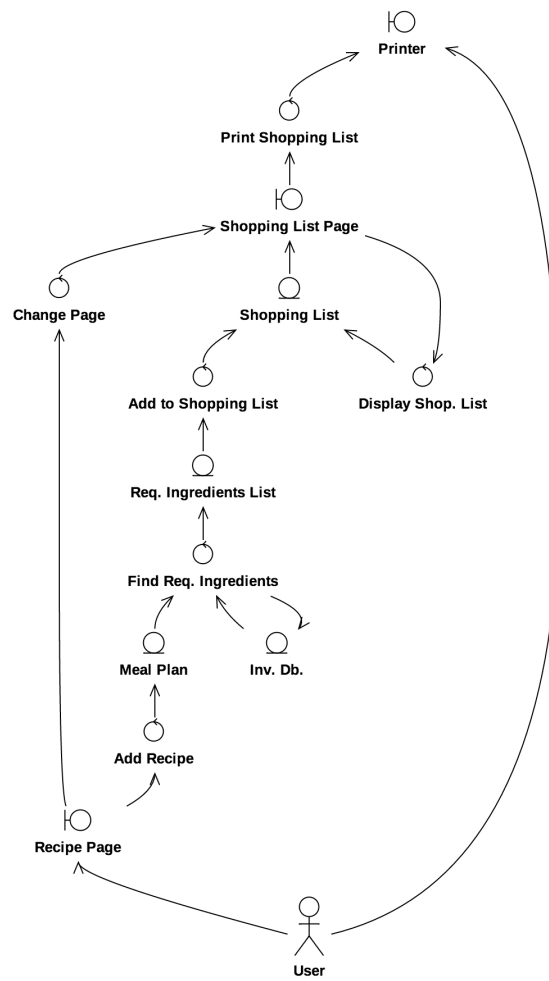 Printer
Print Shopping List
Shopping List Page
Change Page
Shopping List
Add to Shopping List
Display Shop. List
Req. Ingredients List
Find Req. Ingredients
Meal Plan
Inv. Db.
Add Recipe
Recipe Page
User